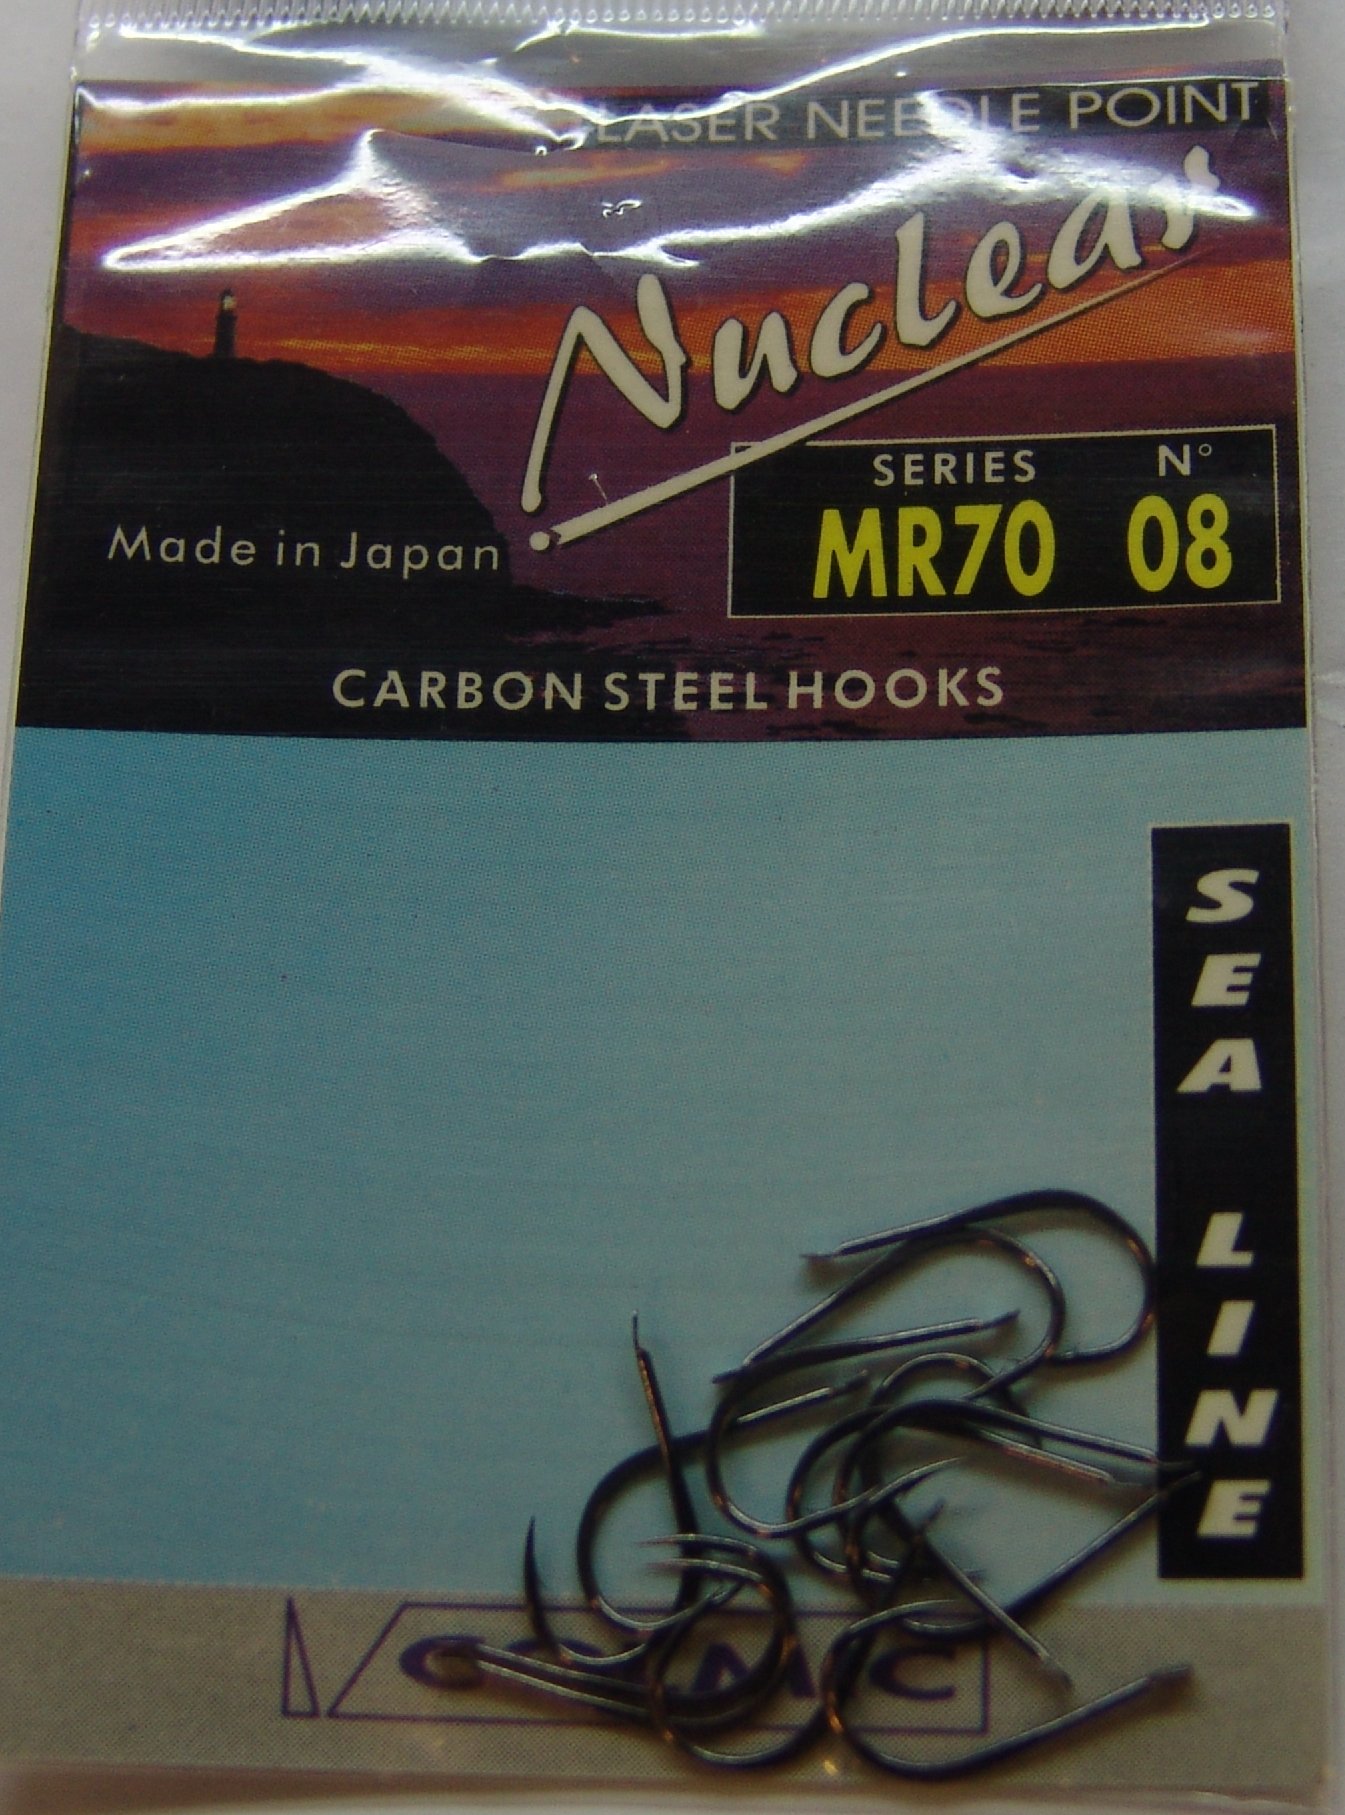 LASER NEEDLE POINT
Nuclear
SERIES N°
MR70 08
Made in Japan
CARBON STEEL HOOKS
SEA LINE